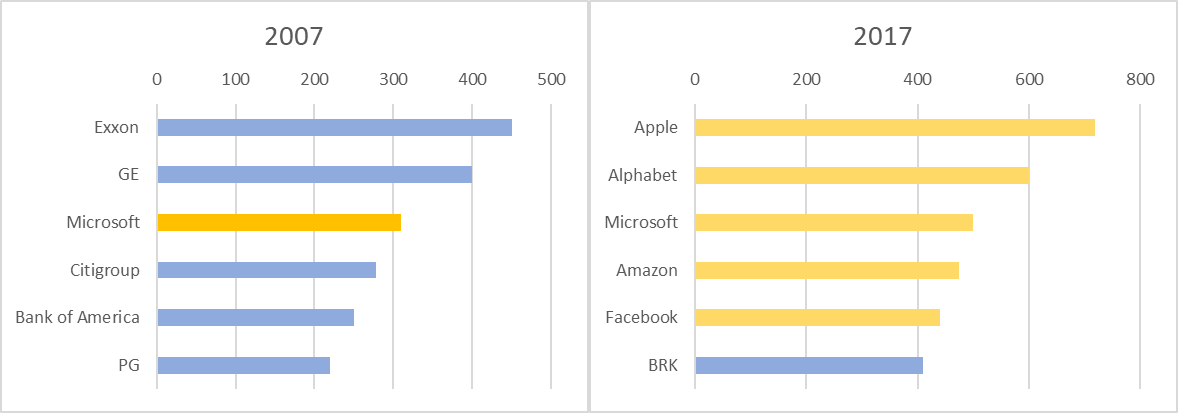 2007
0 100 200 300 400 500
Exxon
GE
Microsoft
Citigroup
Bank of America
PG
2017
0 200 400 600 800
Apple
Alphabet
Microsoft
Amazon
Facebook
BRK